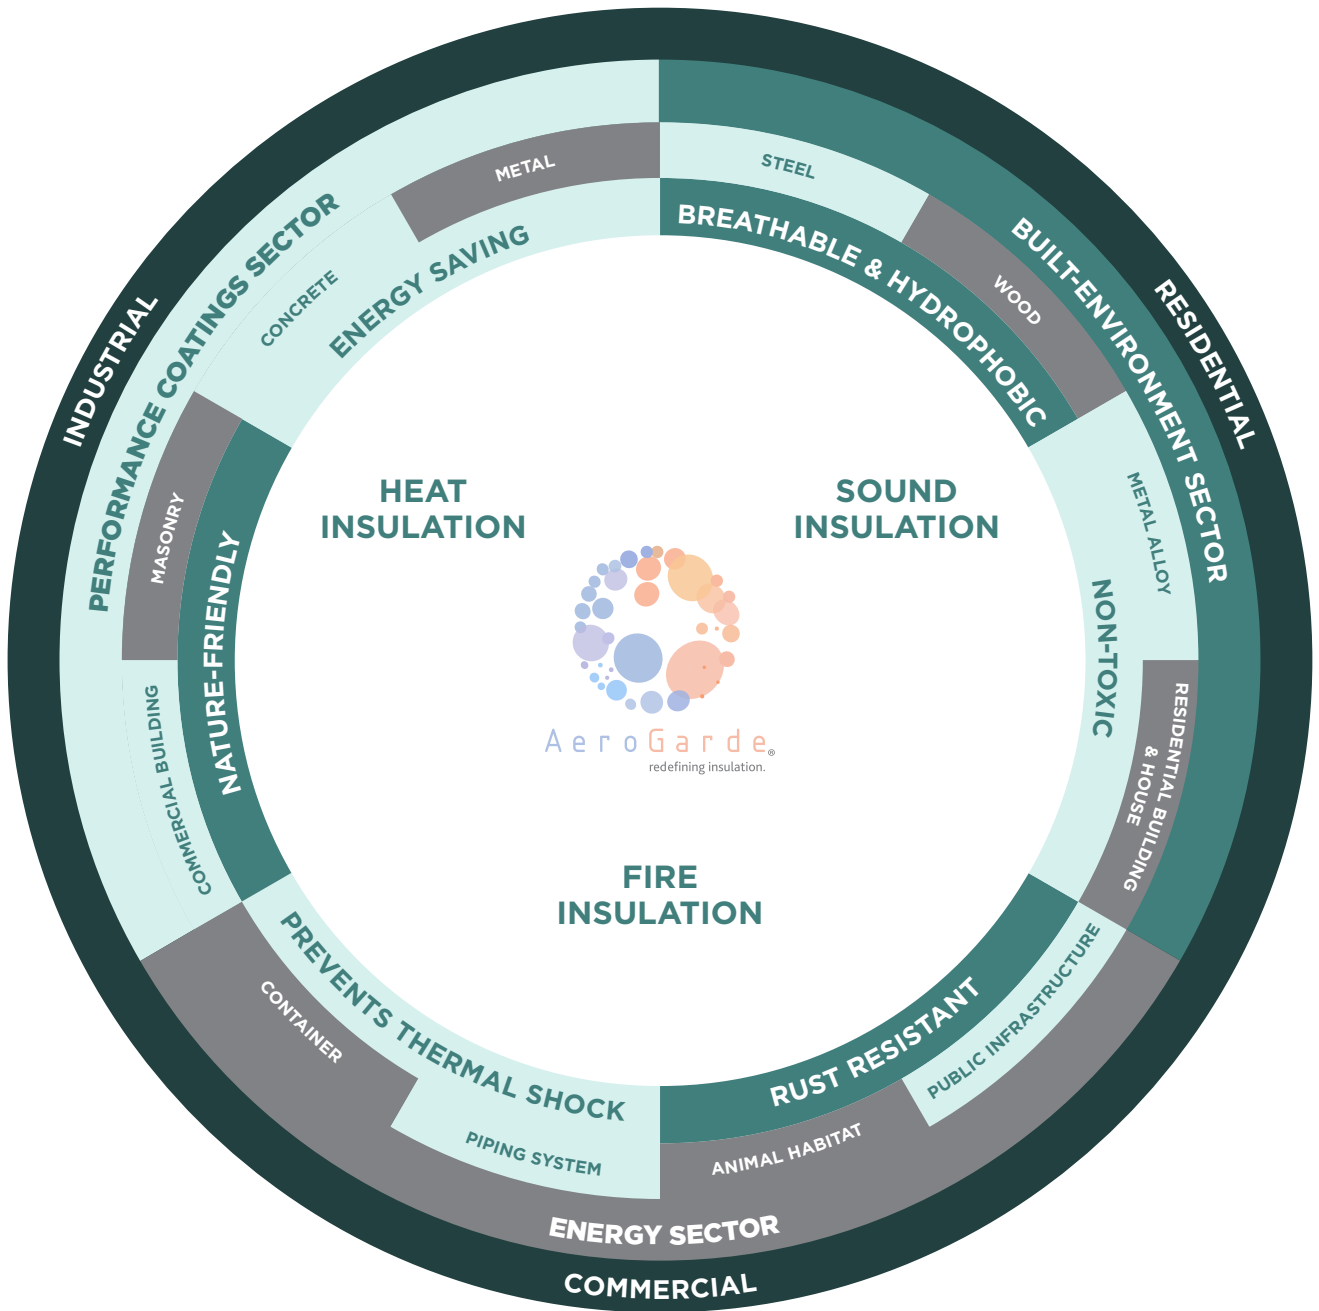 INDUSTRIAL
RESIDENTIAL
COMMERCIAL
PERFORMANCE COATINGS SECTOR
BUILT-ENVIRONMENT SECTOR
ENERGY SECTOR
METAL
STEEL
WOOD
METAL ALLOY
RESIDENTIAL BUILDING
& HOUSE
PUBLIC INFRASTRUCTURE
ANIMAL HABITAT
PIPING SYSTEM
CONTAINER
COMMERCIAL BUILDING
MASONRY
CONCRETE
ENERGY SAVING
BREATHABLE & HYDROPHOBIC
NON-TOXIC
RUST RESISTANT
PREVENTS THERMAL SHOCK
NATURE-FRIENDLY
HEAT
INSULATION
SOUND
INSULATION
AeroGarde®
redefining insulation.
FIRE
INSULATION